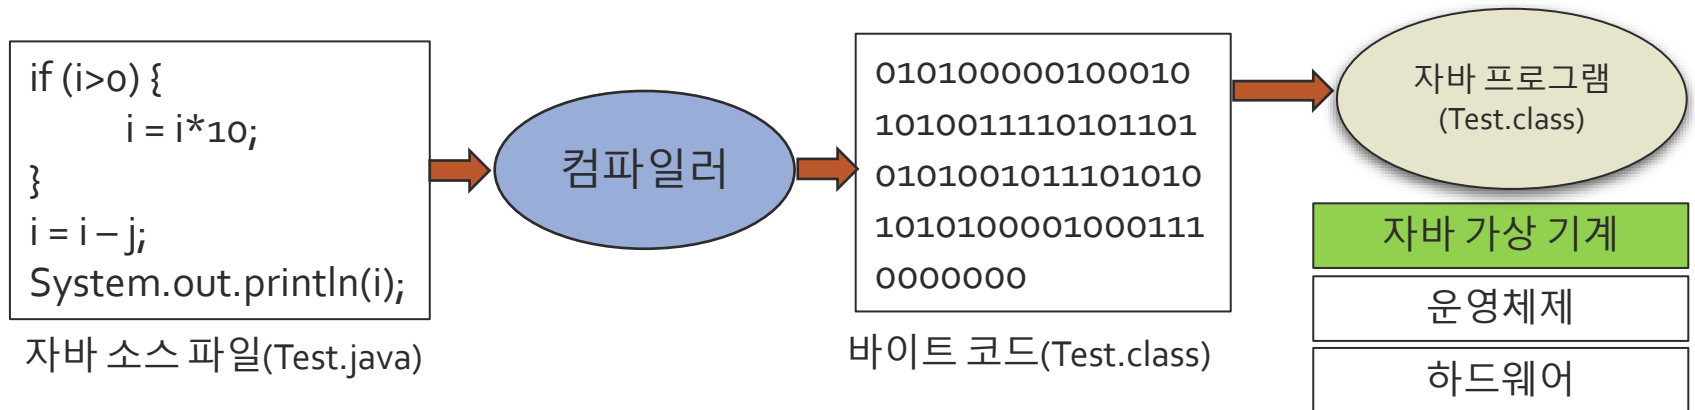 if (i>0) {
i = i*10;
}
i = i – j;
System.out.println(i);
자바 소스 파일(Test.java)
컴파일러
010100000100010
1010011110101101
0101001011101010
1010100001000111
0000000
바이트 코드(Test.class)
자바 프로그램
(Test.class)
자바 가상 기계
운영체제
하드웨어